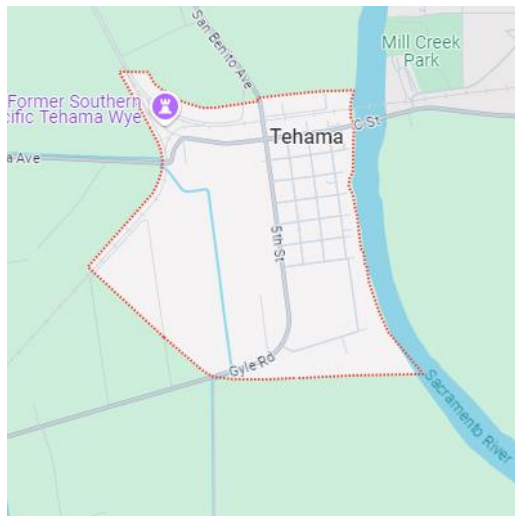 San Benito Ave
Mill Creek
Park
Former Southern
cific Tehama Wye
C St
Tehama
a Ave
5th St
Gyle Rd
Sacramento River